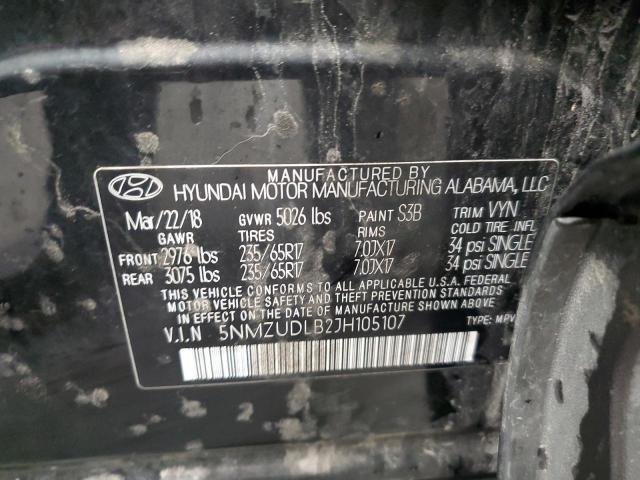 MANUFACTURED BY
HYUNDAI MOTOR MANUFACTURING ALABAMA, LLC
Mar/22/18 GVWR 5026 lbs PAINT S3B TRIM VYN
GAWR TIRES RIMS COLD TIRE INFL
FRONT 2976 lbs 235/65R17 7.0JX17 34 psi SINGLE
REAR 3075 lbs 235/65R17 7.0JX17 34 psi SINGLE
THIS VEHICLE CONFORMS TO ALL APPLICABLE U.S.A. FEDERAL
MOTOR VEHICLE SAFETY AND THEFT PREVENTION STANDARDS
IN EFFECT ON THE DATE OF MANUFACTURE SHOWN ABOVE.
V.I.N 5NMZUDLB2JH105107 TYPE: MPV